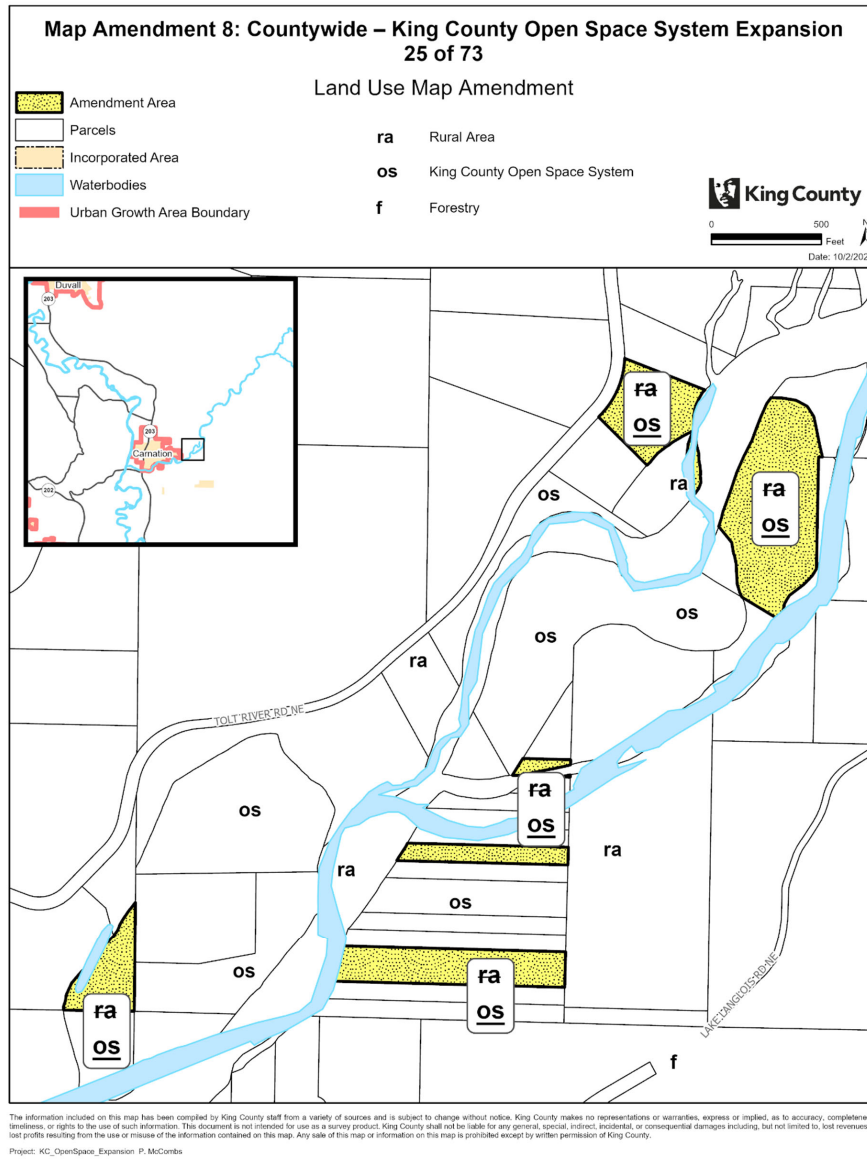 Map Amendment 8: Countywide – King County Open Space System Expansion
25 of 73
Land Use Map Amendment
Amendment Area
Parcels
Incorporated Area
Waterbodies
Urban Growth Area Boundary
ra Rural Area
os King County Open Space System
f Forestry
King County
0 500
Feet
N
Date: 10/2/202
Duvall
203
203
Carnation
202
ra
os
os
ra
ra
os
os
os
ra
TOLT RIVER RD NE
os
ra
os
ra
ra
os
os
ra
os
ra
os
LAKE LANGLOIS RD NE
f
The information included on this map has been compiled by King County staff from a variety of sources and is subject to change without notice. King County makes no representations or warranties, express or implied, as to accuracy, completene
timeliness, or rights to the use of such information. This document is not intended for use as a survey product. King County shall not be liable for any general, special, indirect, incidental, or consequential damages including, but not limited to, lost revenues
lost profits resulting from the use or misuse of the information contained on this map. Any sale of this map or information on this map is prohibited except by written permission of King County.
Project: KC_OpenSpace_Expansion P. McCombs